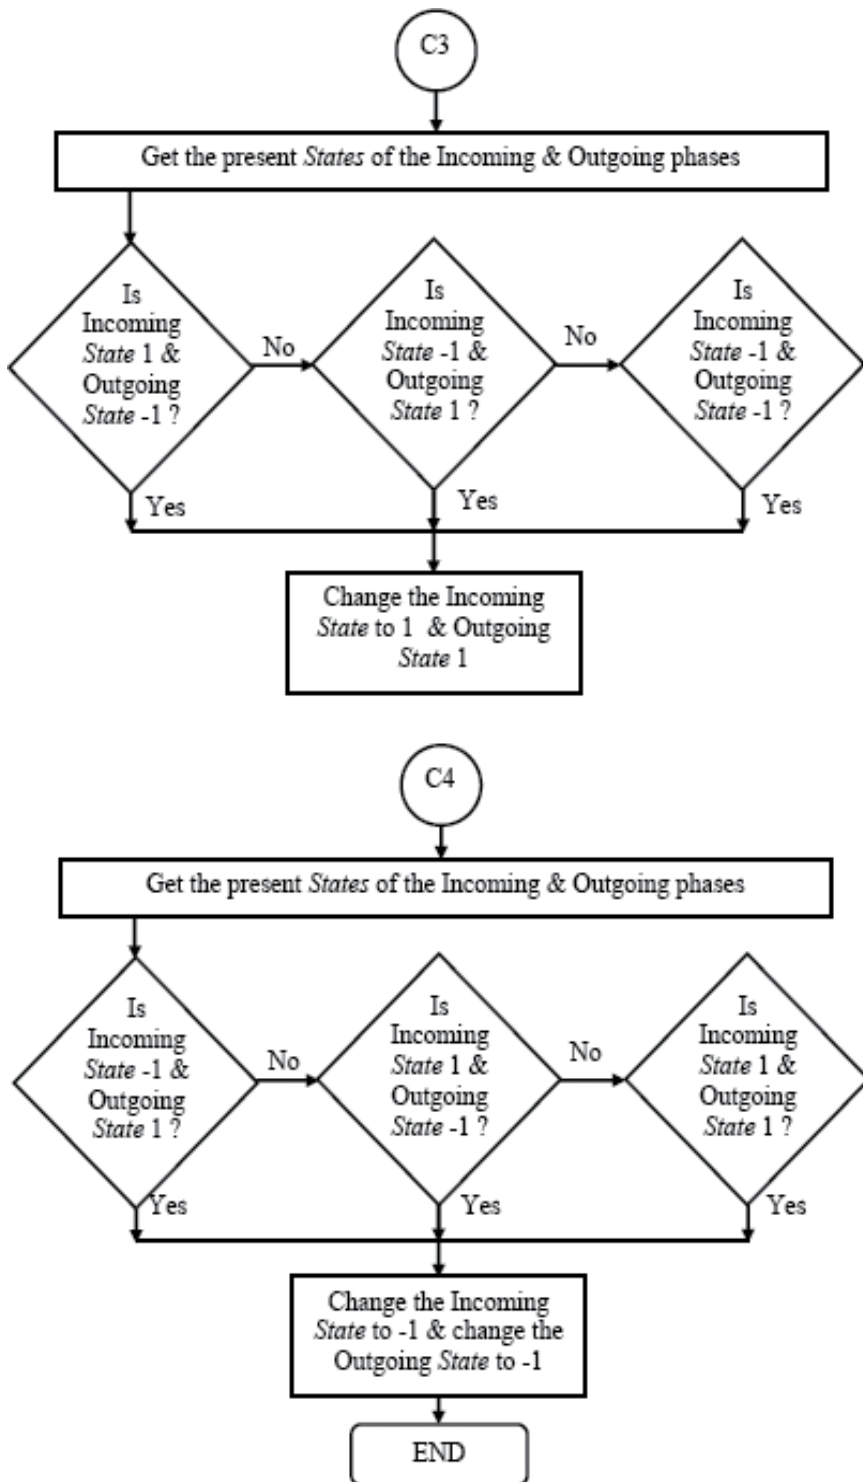 C3
Get the present States of the Incoming & Outgoing phases
Is
Incoming
State 1 &
Outgoing
State -1 ?
No
Is
Incoming
State -1 &
Outgoing
State 1 ?
No
Is
Incoming
State -1 &
Outgoing
State -1 ?
Yes
Yes
Yes
Change the Incoming
State to 1 & Outgoing
State 1
C4
Get the present States of the Incoming & Outgoing phases
Is
Incoming
State -1 &
Outgoing
State 1 ?
No
Is
Incoming
State 1 &
Outgoing
State -1 ?
No
Is
Incoming
State 1 &
Outgoing
State 1 ?
Yes
Yes
Yes
Change the Incoming
State to -1 & change the
Outgoing State to -1
END